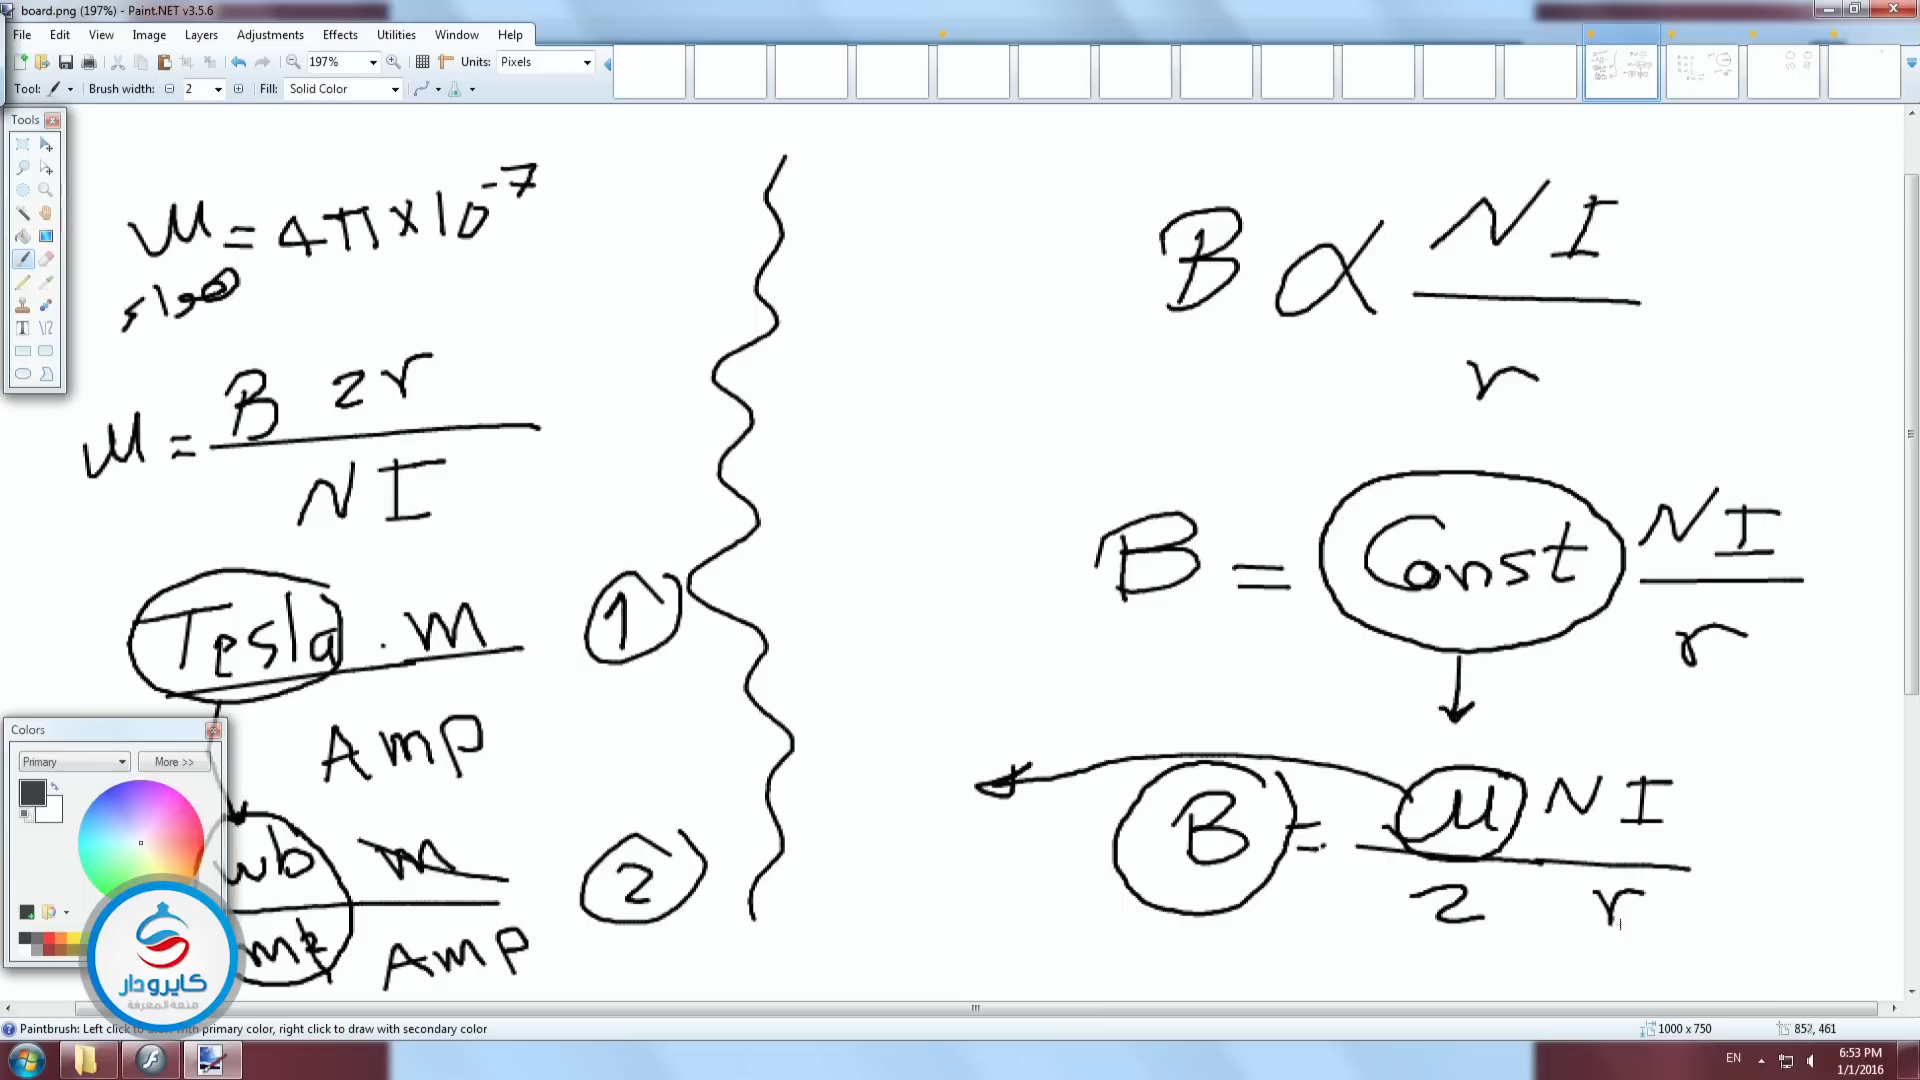 board.png (197%) - Paint.NET v3.5.6
File Edit View Image Layers Adjustments Effects Utilities Window Help
197% Units: Pixels
Tool: Brush width: 2 Fill: Solid Color
Tools
μ = 4π×10⁻⁷
هواء
μ = B 2r
N I
Tesla . m
Amp
1
wb m
m² Amp
2
B ∝ N I
r
B = Const N I
r
B = μ N I
2 r
Colors
Primary More >>
كايرودار
متعة المعرفة
Paintbrush: Left click to draw with primary color, right click to draw with secondary color
1000 x 750
852, 461
EN
6:53 PM
1/1/2016